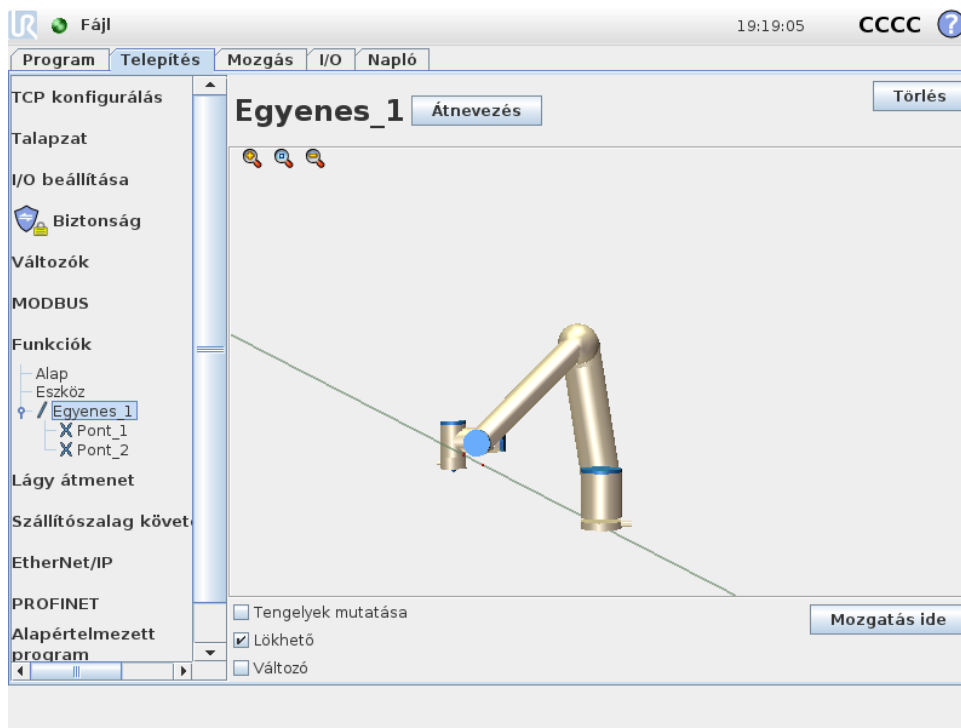 UR Fájl 19:19:05 CCCC ?
Program Telepítés Mozgás I/O Napló
TCP konfigurálás
Talapzat
I/O beállítása
Biztonság
Változók
MODBUS
Funkciók
Alap
Eszköz
Egyenes_1
Pont_1
Pont_2
Lágy átmenet
Szállítószalag követ
EtherNet/IP
PROFINET
Alapértelmezett
program
Egyenes_1 Átnevezés Törlés
Tengelyek mutatása
Lökhető
Változó
Mozgatás ide